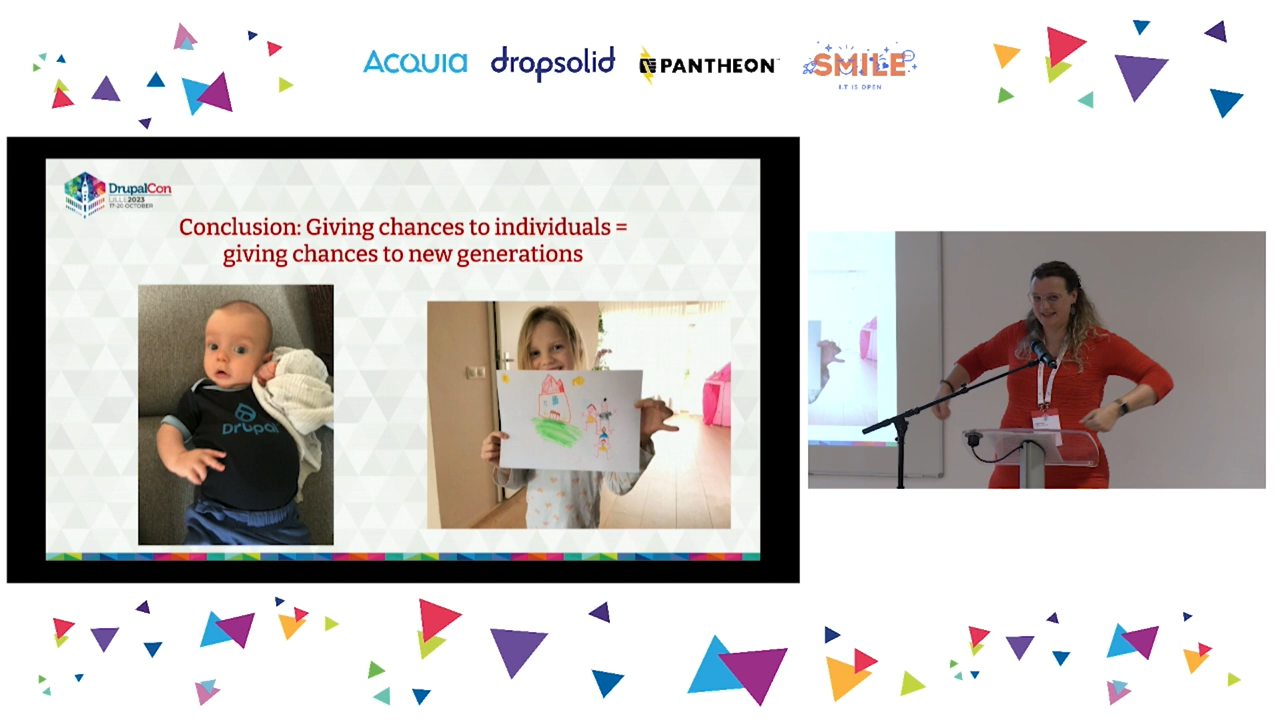 ACQUIA
dropsolid
PANTHEON
SMILE
I.T IS OPEN
DrupalCon
LILLE 2023
17-20 OCTOBER
Conclusion: Giving chances to individuals =
giving chances to new generations
Drupal